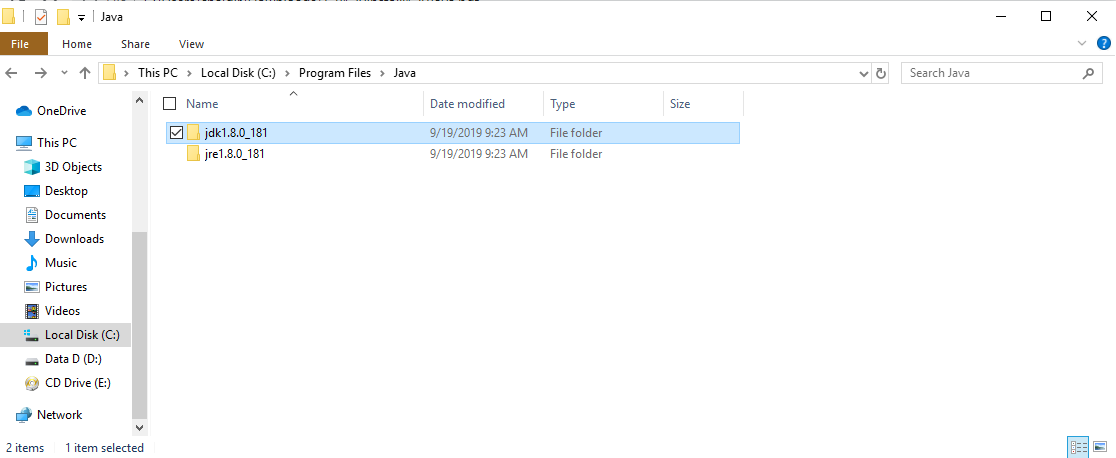 Java
File Home Share View
This PC Local Disk (C:) Program Files Java
Search Java
Name Date modified Type Size
jdk1.8.0_181 9/19/2019 9:23 AM File folder
jre1.8.0_181 9/19/2019 9:23 AM File folder
OneDrive
This PC
3D Objects
Desktop
Documents
Downloads
Music
Pictures
Videos
Local Disk (C:)
Data D (D:)
CD Drive (E:)
Network
2 items 1 item selected